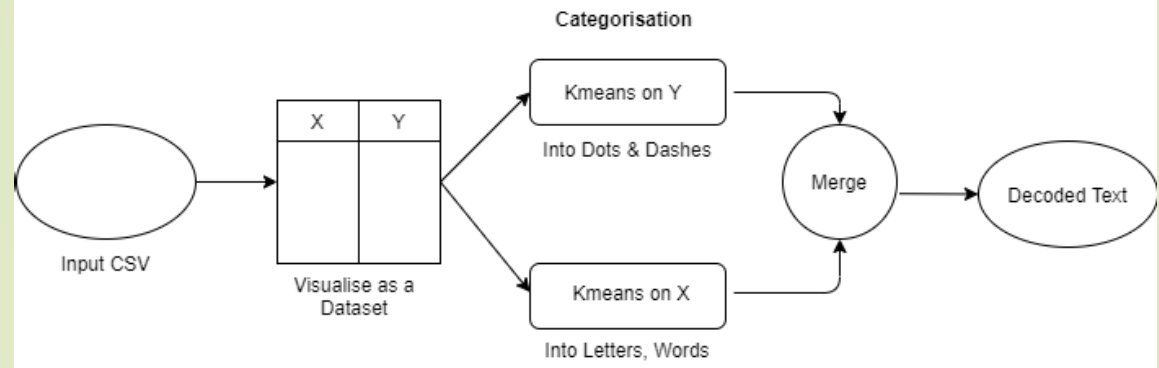 Categorisation
Kmeans on Y
X Y
Into Dots & Dashes
Merge
Decoded Text
Input CSV
Visualise as a
Dataset
Kmeans on X
Into Letters, Words